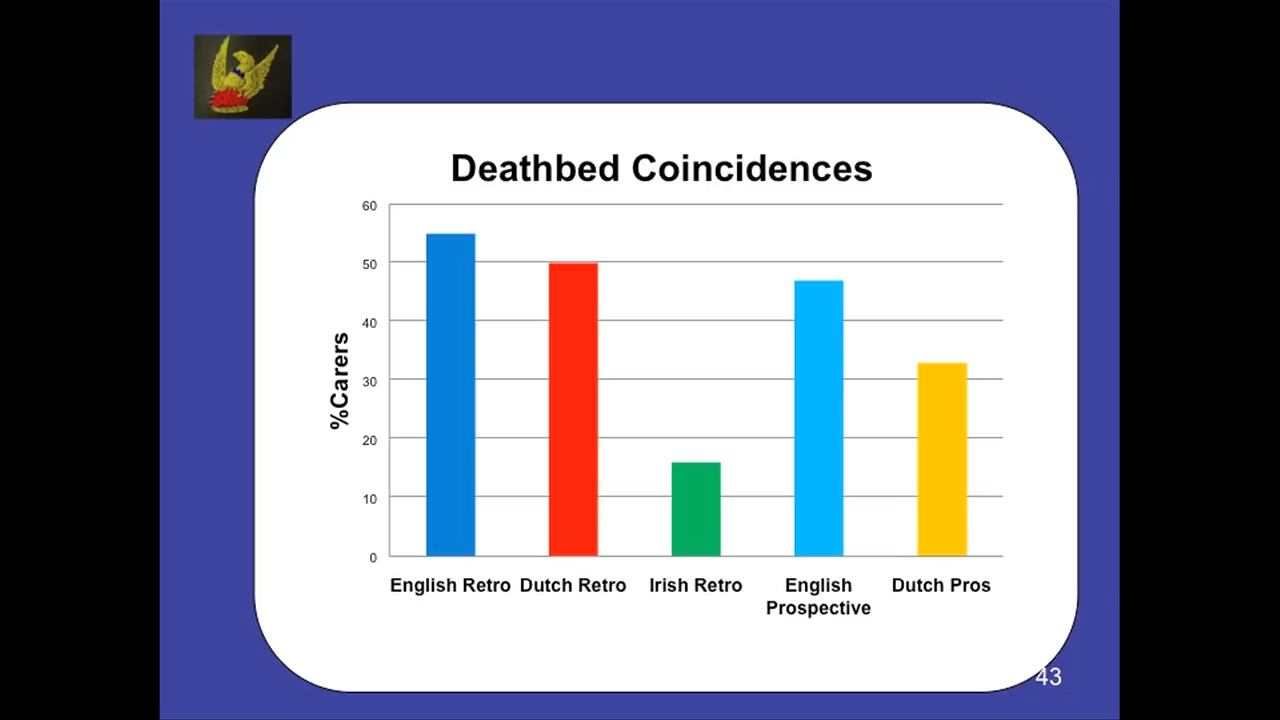 Deathbed Coincidences
60
50
40
30
20
10
0
%Carers
English Retro
Dutch Retro
Irish Retro
English
Prospective
Dutch Pros
43